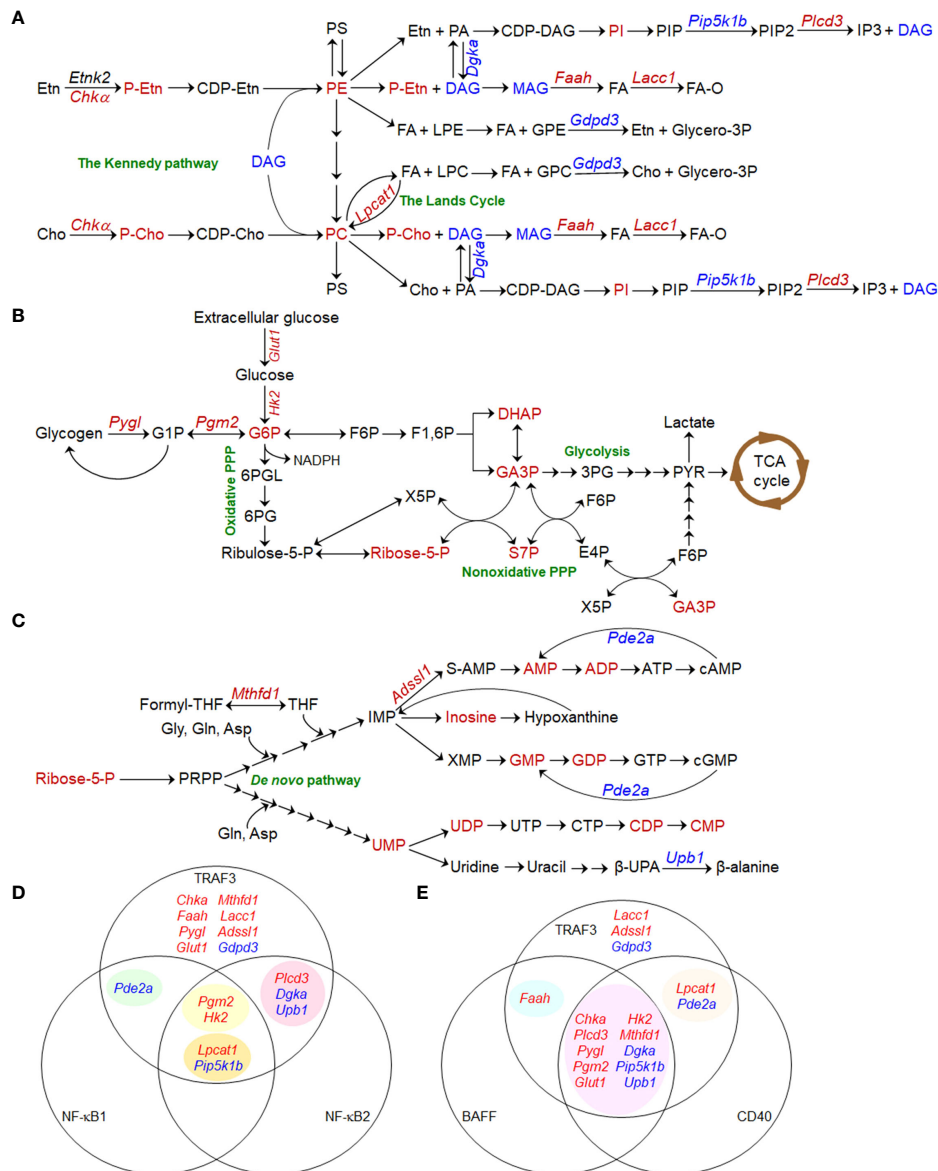 A
PS
Etn + PA CDP-DAG PI PIP Pip5k1b PIP2 Plcd3 IP3 + DAG
Dgka
Etn Etnk2 Chkα P-Etn CDP-Etn PE P-Etn + DAG MAG Faah FA Lacc1 FA-O
FA + LPE FA + GPE Gdpd3 Etn + Glycero-3P
The Kennedy pathway DAG
FA + LPC FA + GPC Gdpd3 Cho + Glycero-3P
Lpcat1 The Lands Cycle
Cho Chkα P-Cho CDP-Cho PC P-Cho + DAG MAG Faah FA Lacc1 FA-O
Dgka
PS
Cho + PA CDP-DAG PI PIP Pip5k1b PIP2 Plcd3 IP3 + DAG
B
Extracellular glucose
Glut1
Glucose
Hk2
DHAP
Lactate
Glycogen Pygl G1P Pgm2 G6P F6P F1,6P
NADPH
Glycolysis
GA3P 3PG PYR TCA
cycle
Oxidative PPP
6PGL
6PG
X5P F6P
Ribulose-5-P Ribose-5-P S7P E4P F6P
Nonoxidative PPP
X5P GA3P
C
Pde2a
Adssl1
S-AMP AMP ADP ATP cAMP
Formyl-THF Mthfd1 THF
IMP Inosine Hypoxanthine
Gly, Gln, Asp
XMP GMP GDP GTP cGMP
Ribose-5-P PRPP De novo pathway
Pde2a
Gln, Asp
UMP
UDP UTP CTP CDP CMP
Uridine Uracil β-UPA Upb1 β-alanine
D
TRAF3
Chka Mthfd1
Faah Lacc1
Pygl Adssl1
Glut1 Gdpd3
Pde2a
Pgm2
Hk2
Plcd3
Dgka
Upb1
Lpcat1
Pip5k1b
NF-κB1 NF-κB2
E
TRAF3
Lacc1
Adssl1
Gdpd3
Faah
Lpcat1
Pde2a
Chka Hk2
Plcd3 Mthfd1
Pygl Dgka
Pgm2 Pip5k1b
Glut1 Upb1
BAFF CD40